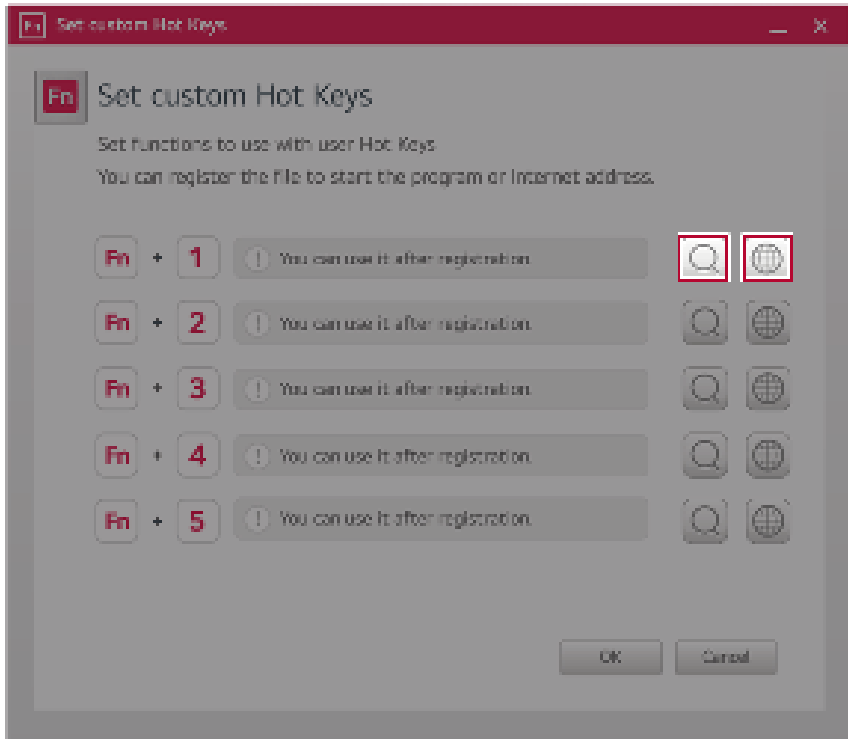 Fn Set custom Hot Keys
Fn Set custom Hot Keys
Set functions to use with user Hot Keys
You can register the file to start the program or internet address.
Fn + 1 ! You can use it after registration.
Fn + 2 ! You can use it after registration.
Fn + 3 ! You can use it after registration.
Fn + 4 ! You can use it after registration.
Fn + 5 ! You can use it after registration.
OK Cancel